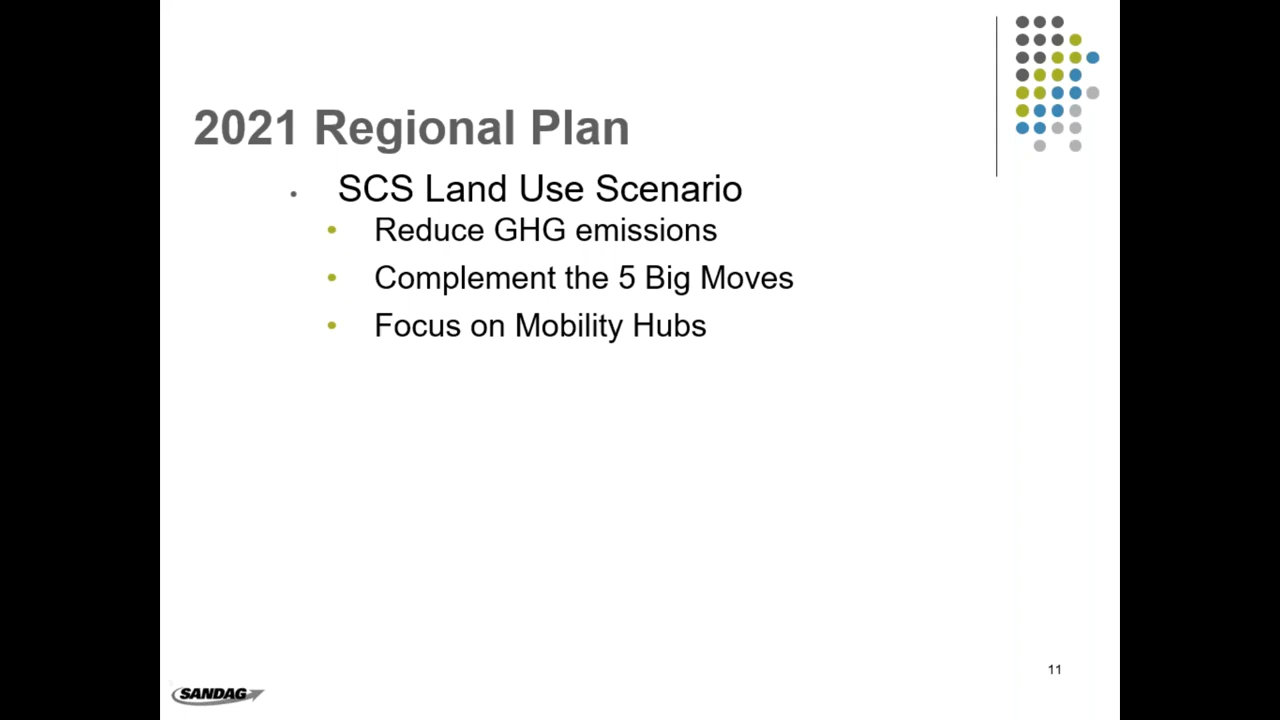 2021 Regional Plan
• SCS Land Use Scenario
• Reduce GHG emissions
• Complement the 5 Big Moves
• Focus on Mobility Hubs
11
SANDAG